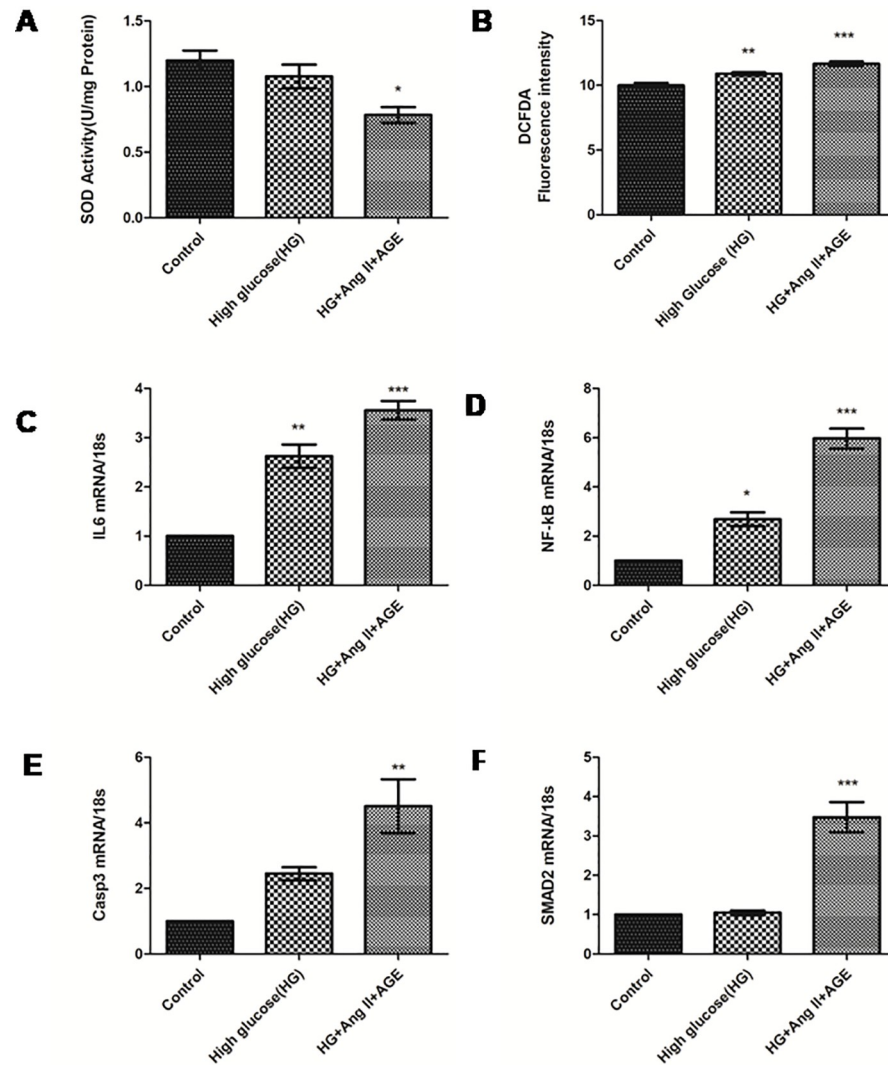 A
SOD Activity(U/mg Protein)
1.5
1.0
0.5
0.0
*
Control
High glucose(HG)
HG+Ang II+AGE
B
DCFDA
Fluorescence intensity
15
10
5
0
**
***
Control
High Glucose (HG)
HG+Ang II+AGE
C
IL6 mRNA/18s
4
3
2
1
0
**
***
Control
High glucose(HG)
HG+Ang II+AGE
D
NF-kB mRNA/18s
8
6
4
2
0
*
***
Control
High glucose(HG)
HG+Ang II+AGE
E
Casp3 mRNA/18s
6
4
2
0
**
Control
High glucose(HG)
HG+Ang II+AGE
F
SMAD2 mRNA/18s
5
4
3
2
1
0
***
Control
High glucose(HG)
HG+Ang II+AGE